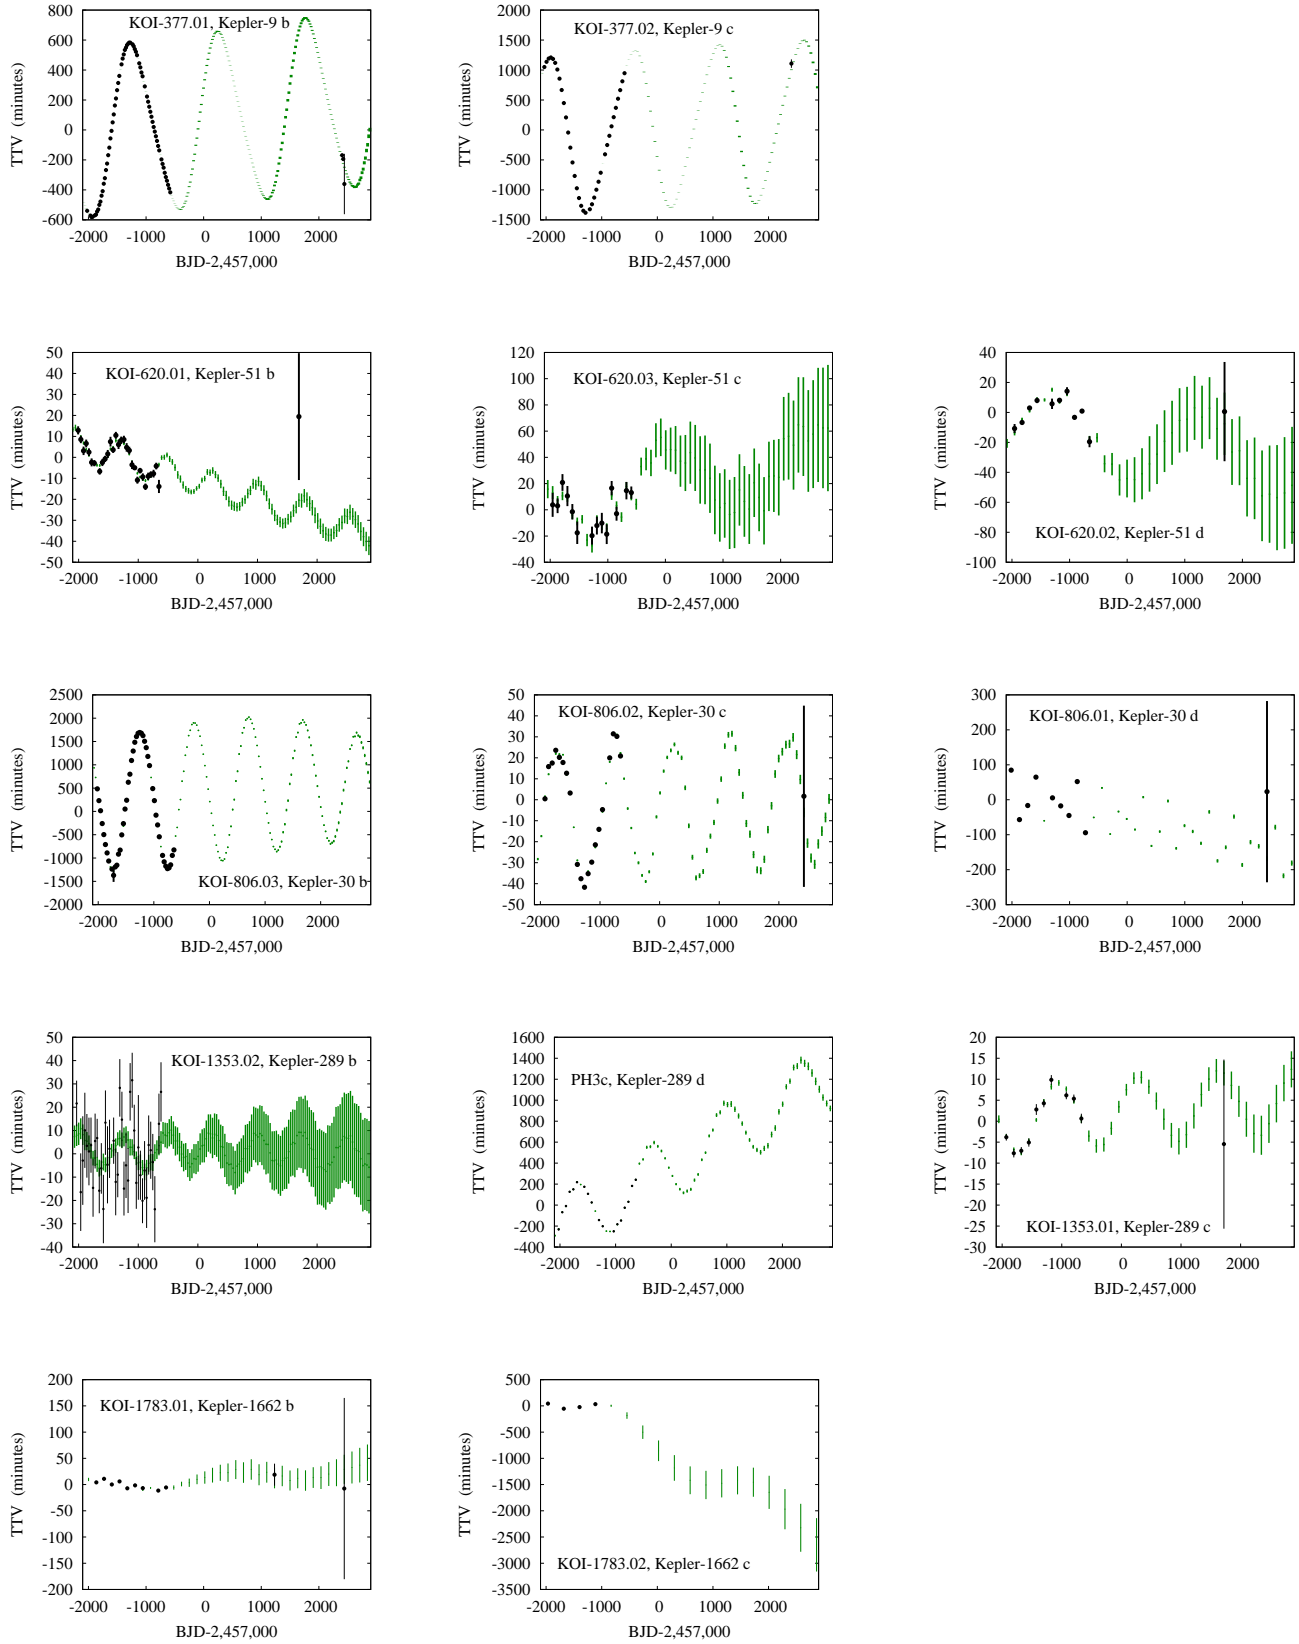 KOI-377.01, Kepler-9 b
TTV (minutes)
800
600
400
200
0
-200
-400
-600
-2000 -1000 0 1000 2000
BJD-2,457,000
KOI-377.02, Kepler-9 c
TTV (minutes)
2000
1500
1000
500
0
-500
-1000
-1500
-2000 -1000 0 1000 2000
BJD-2,457,000
KOI-620.01, Kepler-51 b
TTV (minutes)
50
40
30
20
10
0
-10
-20
-30
-40
-50
-2000 -1000 0 1000 2000
BJD-2,457,000
KOI-620.03, Kepler-51 c
TTV (minutes)
120
100
80
60
40
20
0
-20
-40
-2000 -1000 0 1000 2000
BJD-2,457,000
KOI-620.02, Kepler-51 d
TTV (minutes)
40
20
0
-20
-40
-60
-80
-100
-2000 -1000 0 1000 2000
BJD-2,457,000
KOI-806.03, Kepler-30 b
TTV (minutes)
2500
2000
1500
1000
500
0
-500
-1000
-1500
-2000
-2000 -1000 0 1000 2000
BJD-2,457,000
KOI-806.02, Kepler-30 c
TTV (minutes)
50
40
30
20
10
0
-10
-20
-30
-40
-50
-2000 -1000 0 1000 2000
BJD-2,457,000
KOI-806.01, Kepler-30 d
TTV (minutes)
300
200
100
0
-100
-200
-300
-2000 -1000 0 1000 2000
BJD-2,457,000
KOI-1353.02, Kepler-289 b
TTV (minutes)
50
40
30
20
10
0
-10
-20
-30
-40
-2000 -1000 0 1000 2000
BJD-2,457,000
PH3c, Kepler-289 d
TTV (minutes)
1600
1400
1200
1000
800
600
400
200
0
-200
-400
-2000 -1000 0 1000 2000
BJD-2,457,000
KOI-1353.01, Kepler-289 c
TTV (minutes)
20
15
10
5
0
-5
-10
-15
-20
-25
-30
-2000 -1000 0 1000 2000
BJD-2,457,000
KOI-1783.01, Kepler-1662 b
TTV (minutes)
200
150
100
50
0
-50
-100
-150
-200
-2000 -1000 0 1000 2000
BJD-2,457,000
KOI-1783.02, Kepler-1662 c
TTV (minutes)
500
0
-500
-1000
-1500
-2000
-2500
-3000
-3500
-2000 -1000 0 1000 2000
BJD-2,457,000